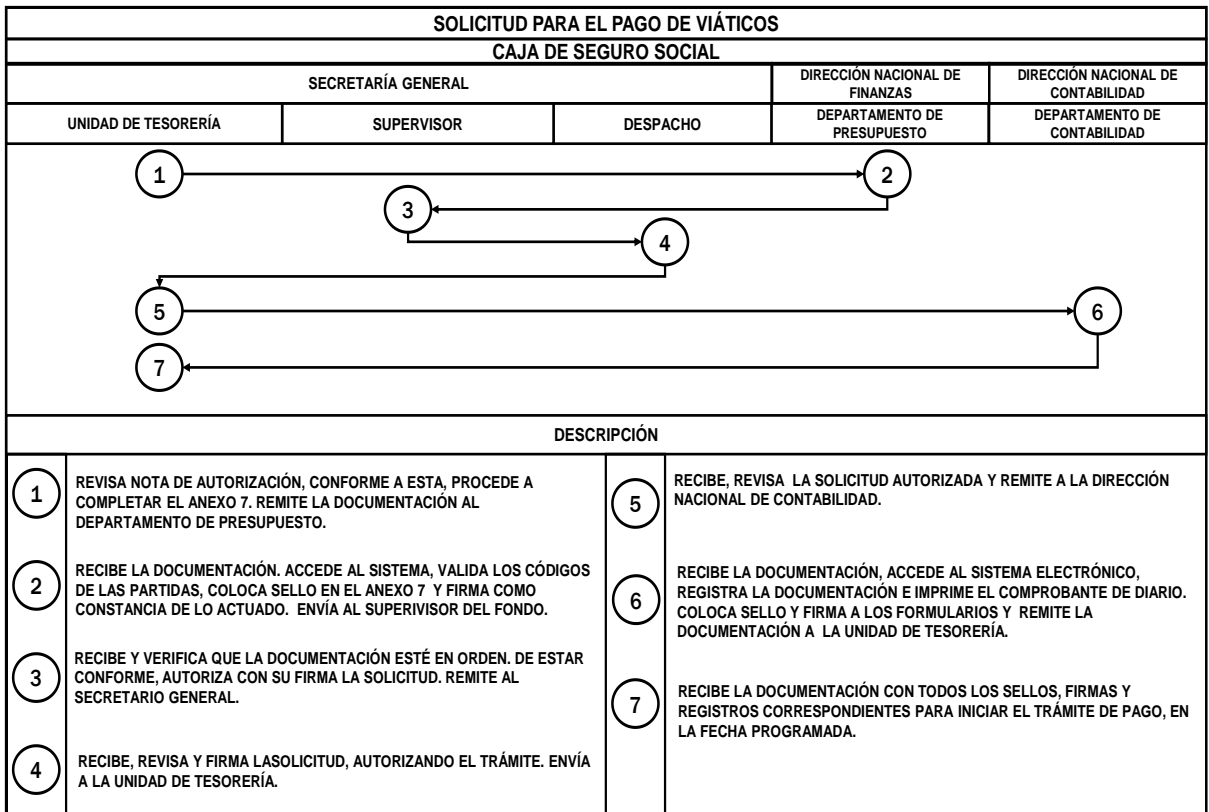 SOLICITUD PARA EL PAGO DE VIÁTICOS
CAJA DE SEGURO SOCIAL
SECRETARÍA GENERAL
DIRECCIÓN NACIONAL DE
FINANZAS
DIRECCIÓN NACIONAL DE
CONTABILIDAD
UNIDAD DE TESORERÍA
SUPERVISOR
DESPACHO
DEPARTAMENTO DE
PRESUPUESTO
DEPARTAMENTO DE
CONTABILIDAD
1
2
3
4
5
6
7
DESCRIPCIÓN
1
REVISA NOTA DE AUTORIZACIÓN, CONFORME A ESTA, PROCEDE A
COMPLETAR EL ANEXO 7. REMITE LA DOCUMENTACIÓN AL
DEPARTAMENTO DE PRESUPUESTO.
2
RECIBE LA DOCUMENTACIÓN. ACCEDE AL SISTEMA, VALIDA LOS CÓDIGOS
DE LAS PARTIDAS, COLOCA SELLO EN EL ANEXO 7 Y FIRMA COMO
CONSTANCIA DE LO ACTUADO. ENVÍA AL SUPERIVISOR DEL FONDO.
3
RECIBE Y VERIFICA QUE LA DOCUMENTACIÓN ESTÉ EN ORDEN. DE ESTAR
CONFORME, AUTORIZA CON SU FIRMA LA SOLICITUD. REMITE AL
SECRETARIO GENERAL.
4
RECIBE, REVISA Y FIRMA LASOLICITUD, AUTORIZANDO EL TRÁMITE. ENVÍA
A LA UNIDAD DE TESORERÍA.
5
RECIBE, REVISA LA SOLICITUD AUTORIZADA Y REMITE A LA DIRECCIÓN
NACIONAL DE CONTABILIDAD.
6
RECIBE LA DOCUMENTACIÓN, ACCEDE AL SISTEMA ELECTRÓNICO,
REGISTRA LA DOCUMENTACIÓN E IMPRIME EL COMPROBANTE DE DIARIO.
COLOCA SELLO Y FIRMA A LOS FORMULARIOS Y REMITE LA
DOCUMENTACIÓN A LA UNIDAD DE TESORERÍA.
7
RECIBE LA DOCUMENTACIÓN CON TODOS LOS SELLOS, FIRMAS Y
REGISTROS CORRESPONDIENTES PARA INICIAR EL TRÁMITE DE PAGO, EN
LA FECHA PROGRAMADA.